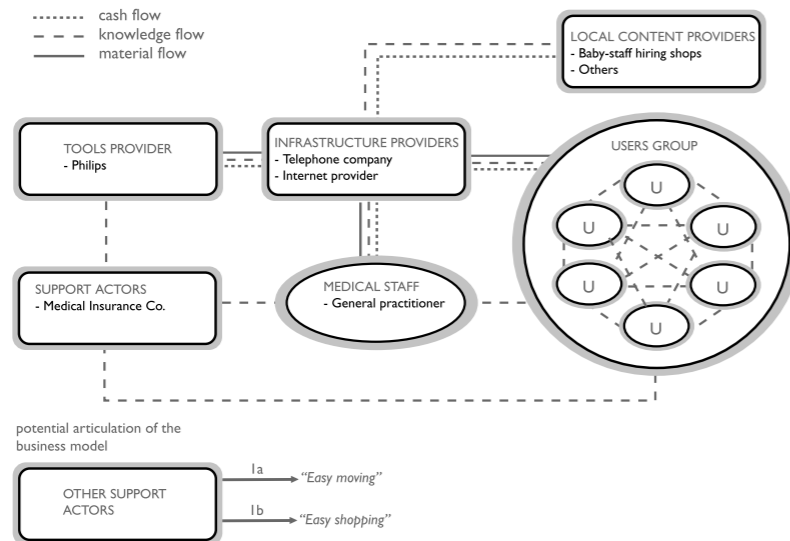 cash flow
knowledge flow
material flow
LOCAL CONTENT PROVIDERS
- Baby-staff hiring shops
- Others
TOOLS PROVIDER
- Philips
INFRASTRUCTURE PROVIDERS
- Telephone company
- Internet provider
USERS GROUP
U
U
U
U
U
U
SUPPORT ACTORS
- Medical Insurance Co.
MEDICAL STAFF
- General practitioner
potential articulation of the
business model
OTHER SUPPORT
ACTORS
1a
“Easy moving”
1b
“Easy shopping”